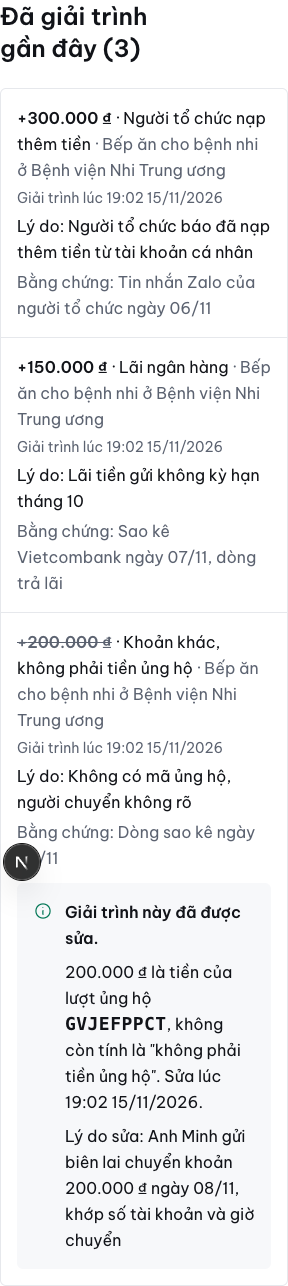 Đã giải trình
gần đây (3)
+300.000 ₫ · Người tổ chức nạp
thêm tiền · Bếp ăn cho bệnh nhi
ở Bệnh viện Nhi Trung ương
Giải trình lúc 19:02 15/11/2026
Lý do: Người tổ chức báo đã nạp
thêm tiền từ tài khoản cá nhân
Bằng chứng: Tin nhắn Zalo của
người tổ chức ngày 06/11
+150.000 ₫ · Lãi ngân hàng · Bếp
ăn cho bệnh nhi ở Bệnh viện Nhi
Trung ương
Giải trình lúc 19:02 15/11/2026
Lý do: Lãi tiền gửi không kỳ hạn
tháng 10
Bằng chứng: Sao kê
Vietcombank ngày 07/11, dòng
trả lãi
+200.000 ₫ · Khoản khác,
không phải tiền ủng hộ · Bếp ăn
cho bệnh nhi ở Bệnh viện Nhi
Trung ương
Giải trình lúc 19:02 15/11/2026
Lý do: Không có mã ủng hộ,
người chuyển không rõ
Bằng chứng: Dòng sao kê ngày
/11
Giải trình này đã được
sửa.
200.000 ₫ là tiền của
lượt ủng hộ
GVJEFPPCT, không
còn tính là "không phải
tiền ủng hộ". Sửa lúc
19:02 15/11/2026.
Lý do sửa: Anh Minh gửi
biên lai chuyển khoản
200.000 ₫ ngày 08/11,
khớp số tài khoản và giờ
chuyển